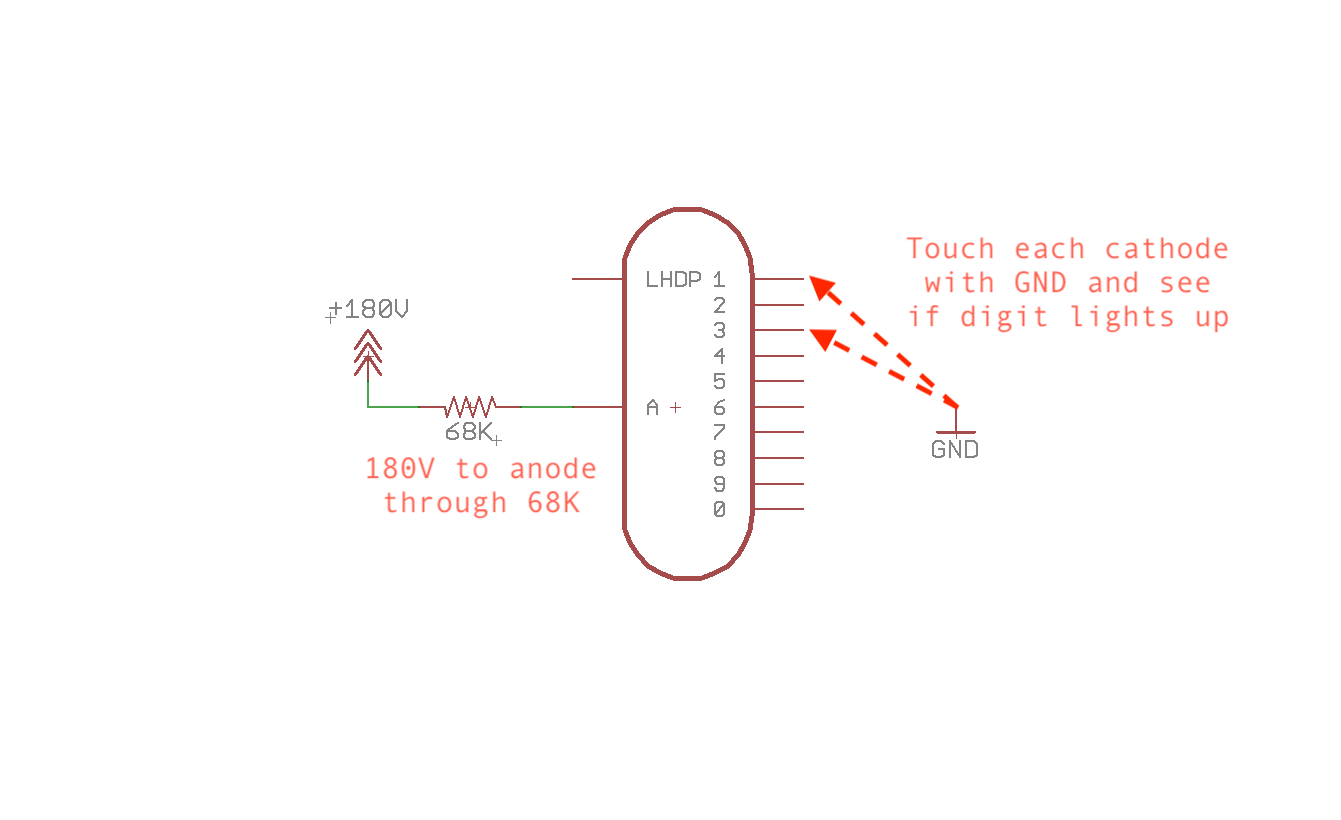 Touch each cathode
with GND and see
if digit lights up
LHDP 1
2
+180V
3
4
5
A + 6
68K
7
GND
180V to anode
8
through 68K
9
0